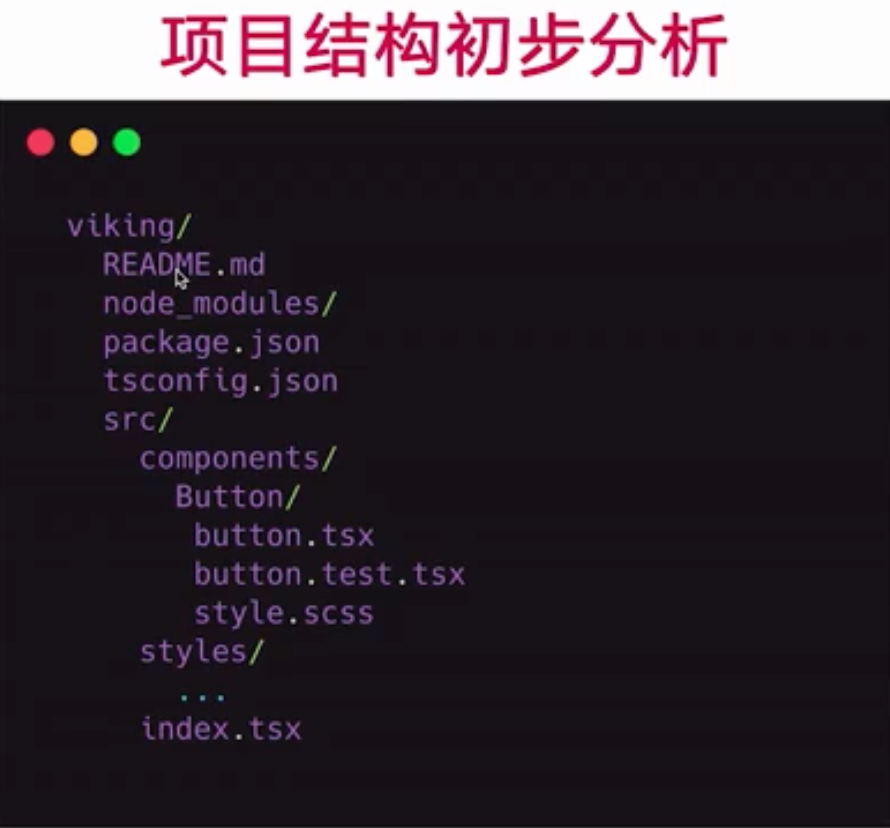 项目结构初步分析
viking/
README.md
node_modules/
package.json
tsconfig.json
src/
components/
Button/
button.tsx
button.test.tsx
style.scss
styles/
...
index.tsx